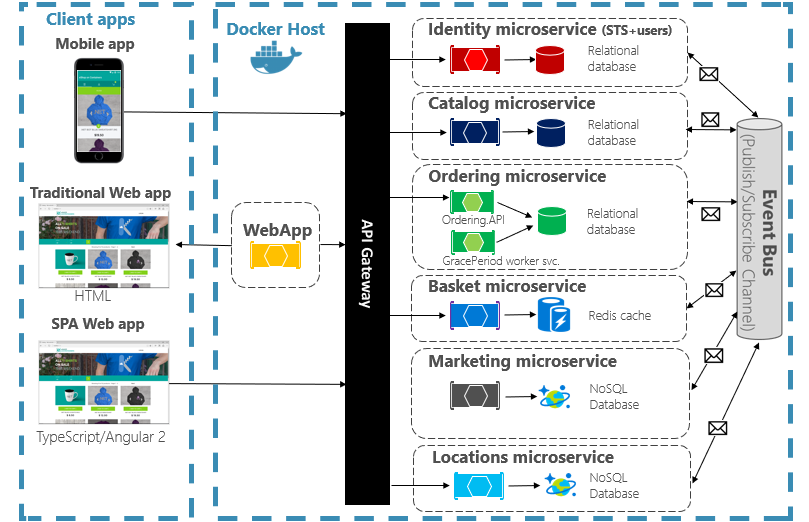 Client apps
Mobile app
Traditional Web app
HTML
SPA Web app
TypeScript/Angular 2
Docker Host
WebApp
API Gateway
Identity microservice (STS+users)
Relational
database
Catalog microservice
Relational
database
Ordering microservice
Ordering.API
GracePeriod worker svc.
Relational
database
Basket microservice
Redis cache
Marketing microservice
NoSQL
Database
Locations microservice
NoSQL
Database
Event Bus
(Publish/Subscribe Channel)